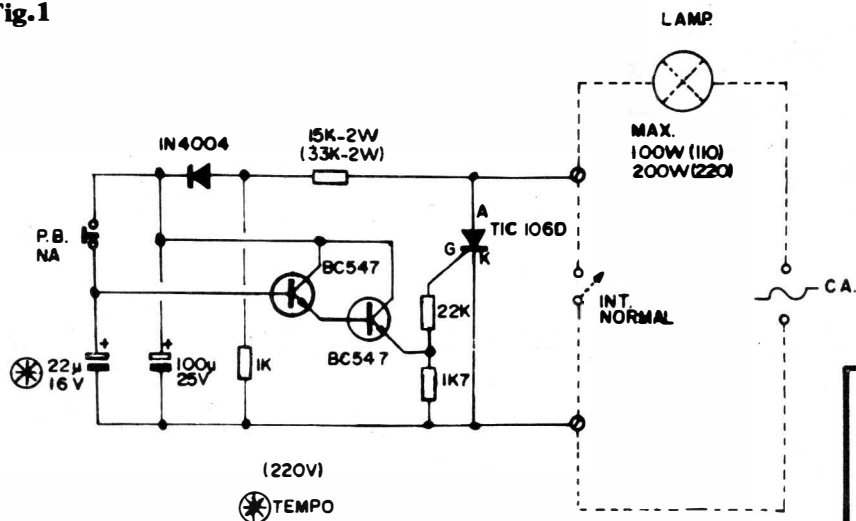 Fig.1
LAMP.
MAX.
100W (110)
200W (220)
1N4004
15K-2W
(33K-2W)
P.B.
NA
A
TIC 106D
G
K
BC547
BC547
22K
INT.
NORMAL
C.A.
22µ
16V
+
100µ
25V
+
1K
1K7
(220V)
TEMPO